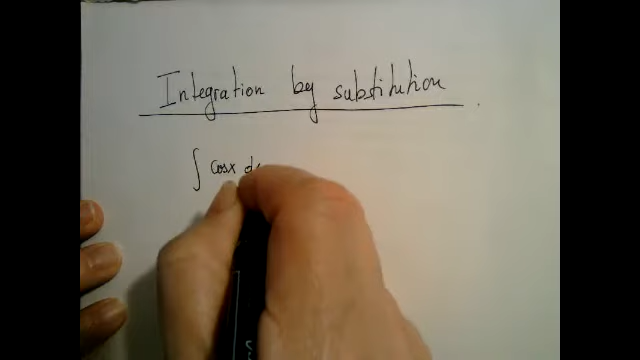 Integration by substitution
∫ cosx d